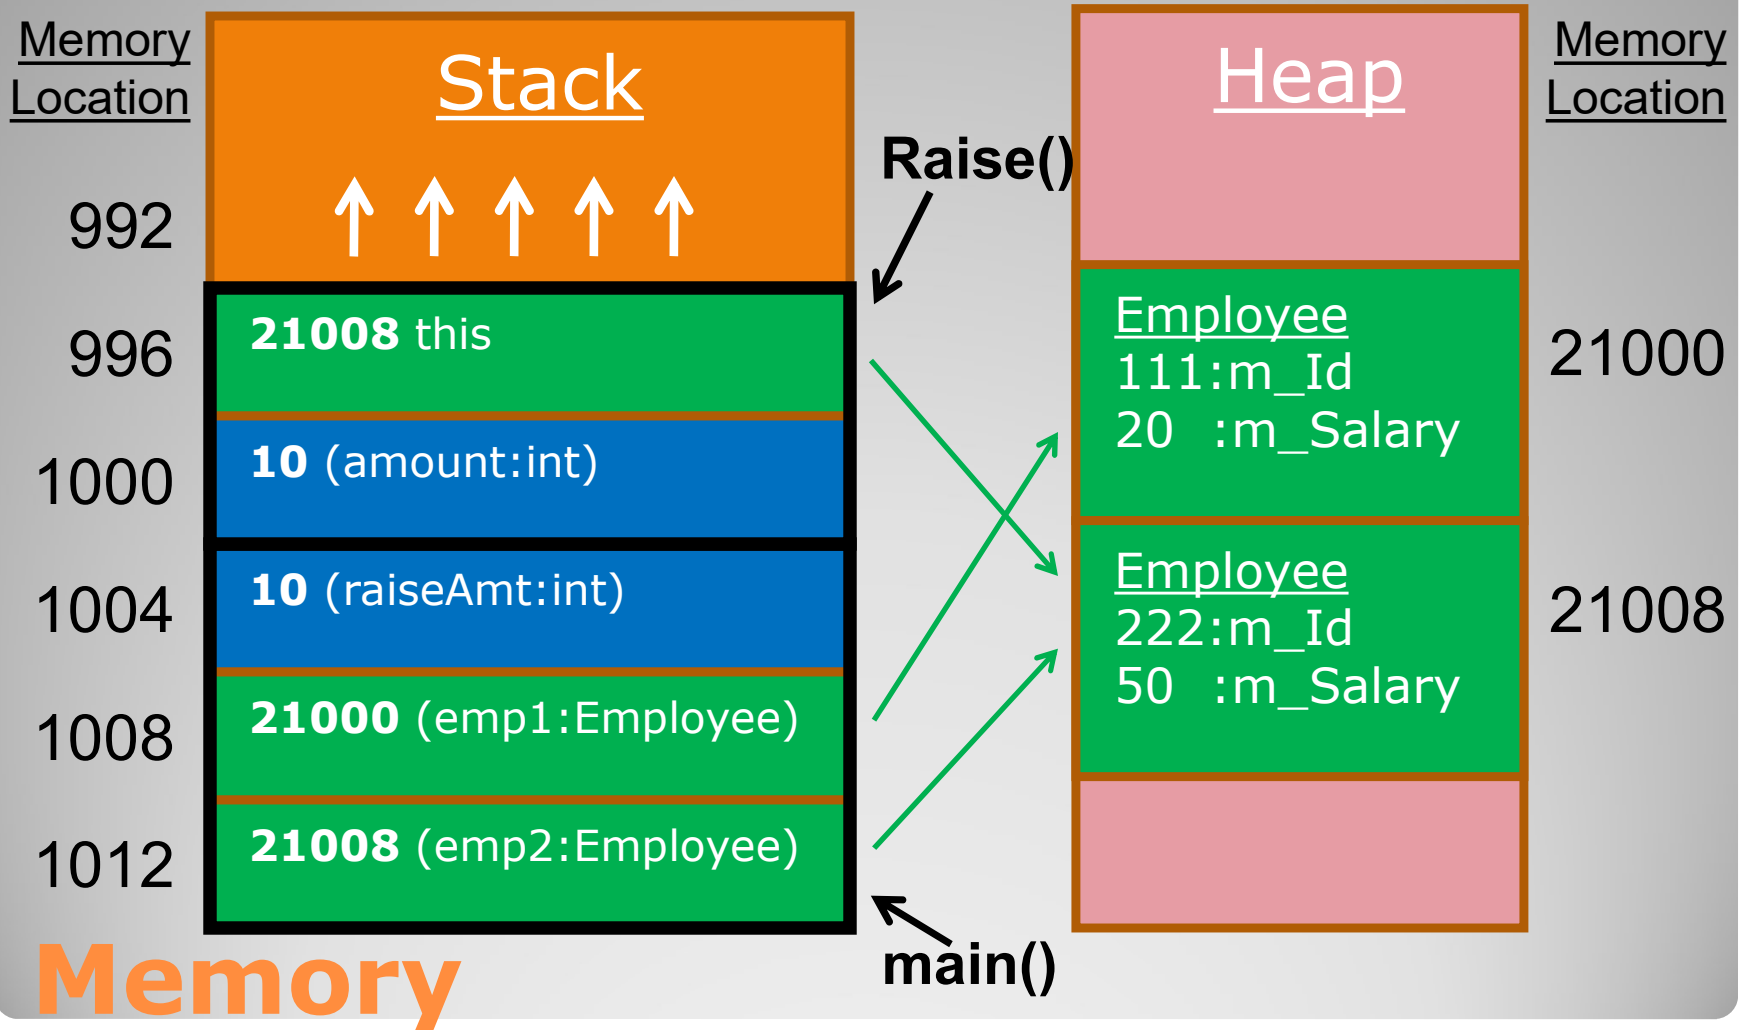 Memory
Location
Stack
992
996
21008 this
1000
10 (amount:int)
1004
10 (raiseAmt:int)
1008
21000 (emp1:Employee)
1012
21008 (emp2:Employee)
Raise()
main()
Heap
Employee
111:m_Id
20 :m_Salary
Employee
222:m_Id
50 :m_Salary
Memory
Location
21000
21008
Memory